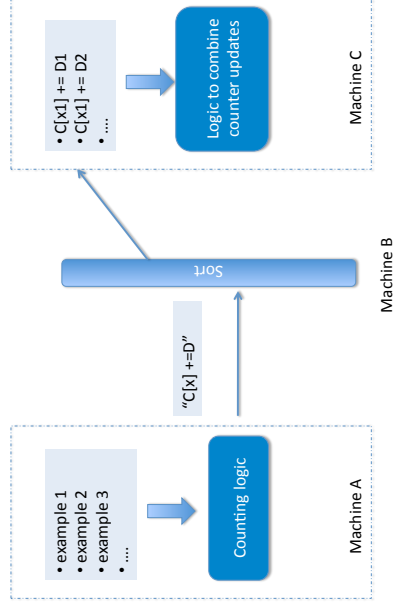 • example 1
• example 2
• example 3
• ....
Counting logic
Machine A
“C[x] +=D”
Sort
Machine B
• C[x1] += D1
• C[x1] += D2
• ....
Logic to combine
counter updates
Machine C